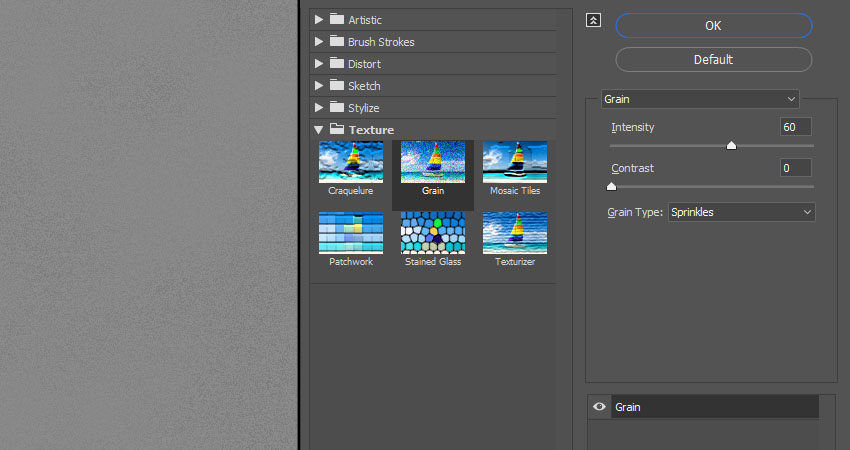 Artistic
Brush Strokes
Distort
Sketch
Stylize
Texture
Craquelure
Grain
Mosaic Tiles
Patchwork
Stained Glass
Texturizer
OK
Default
Grain
Intensity
60
Contrast
0
Grain Type:
Sprinkles
Grain